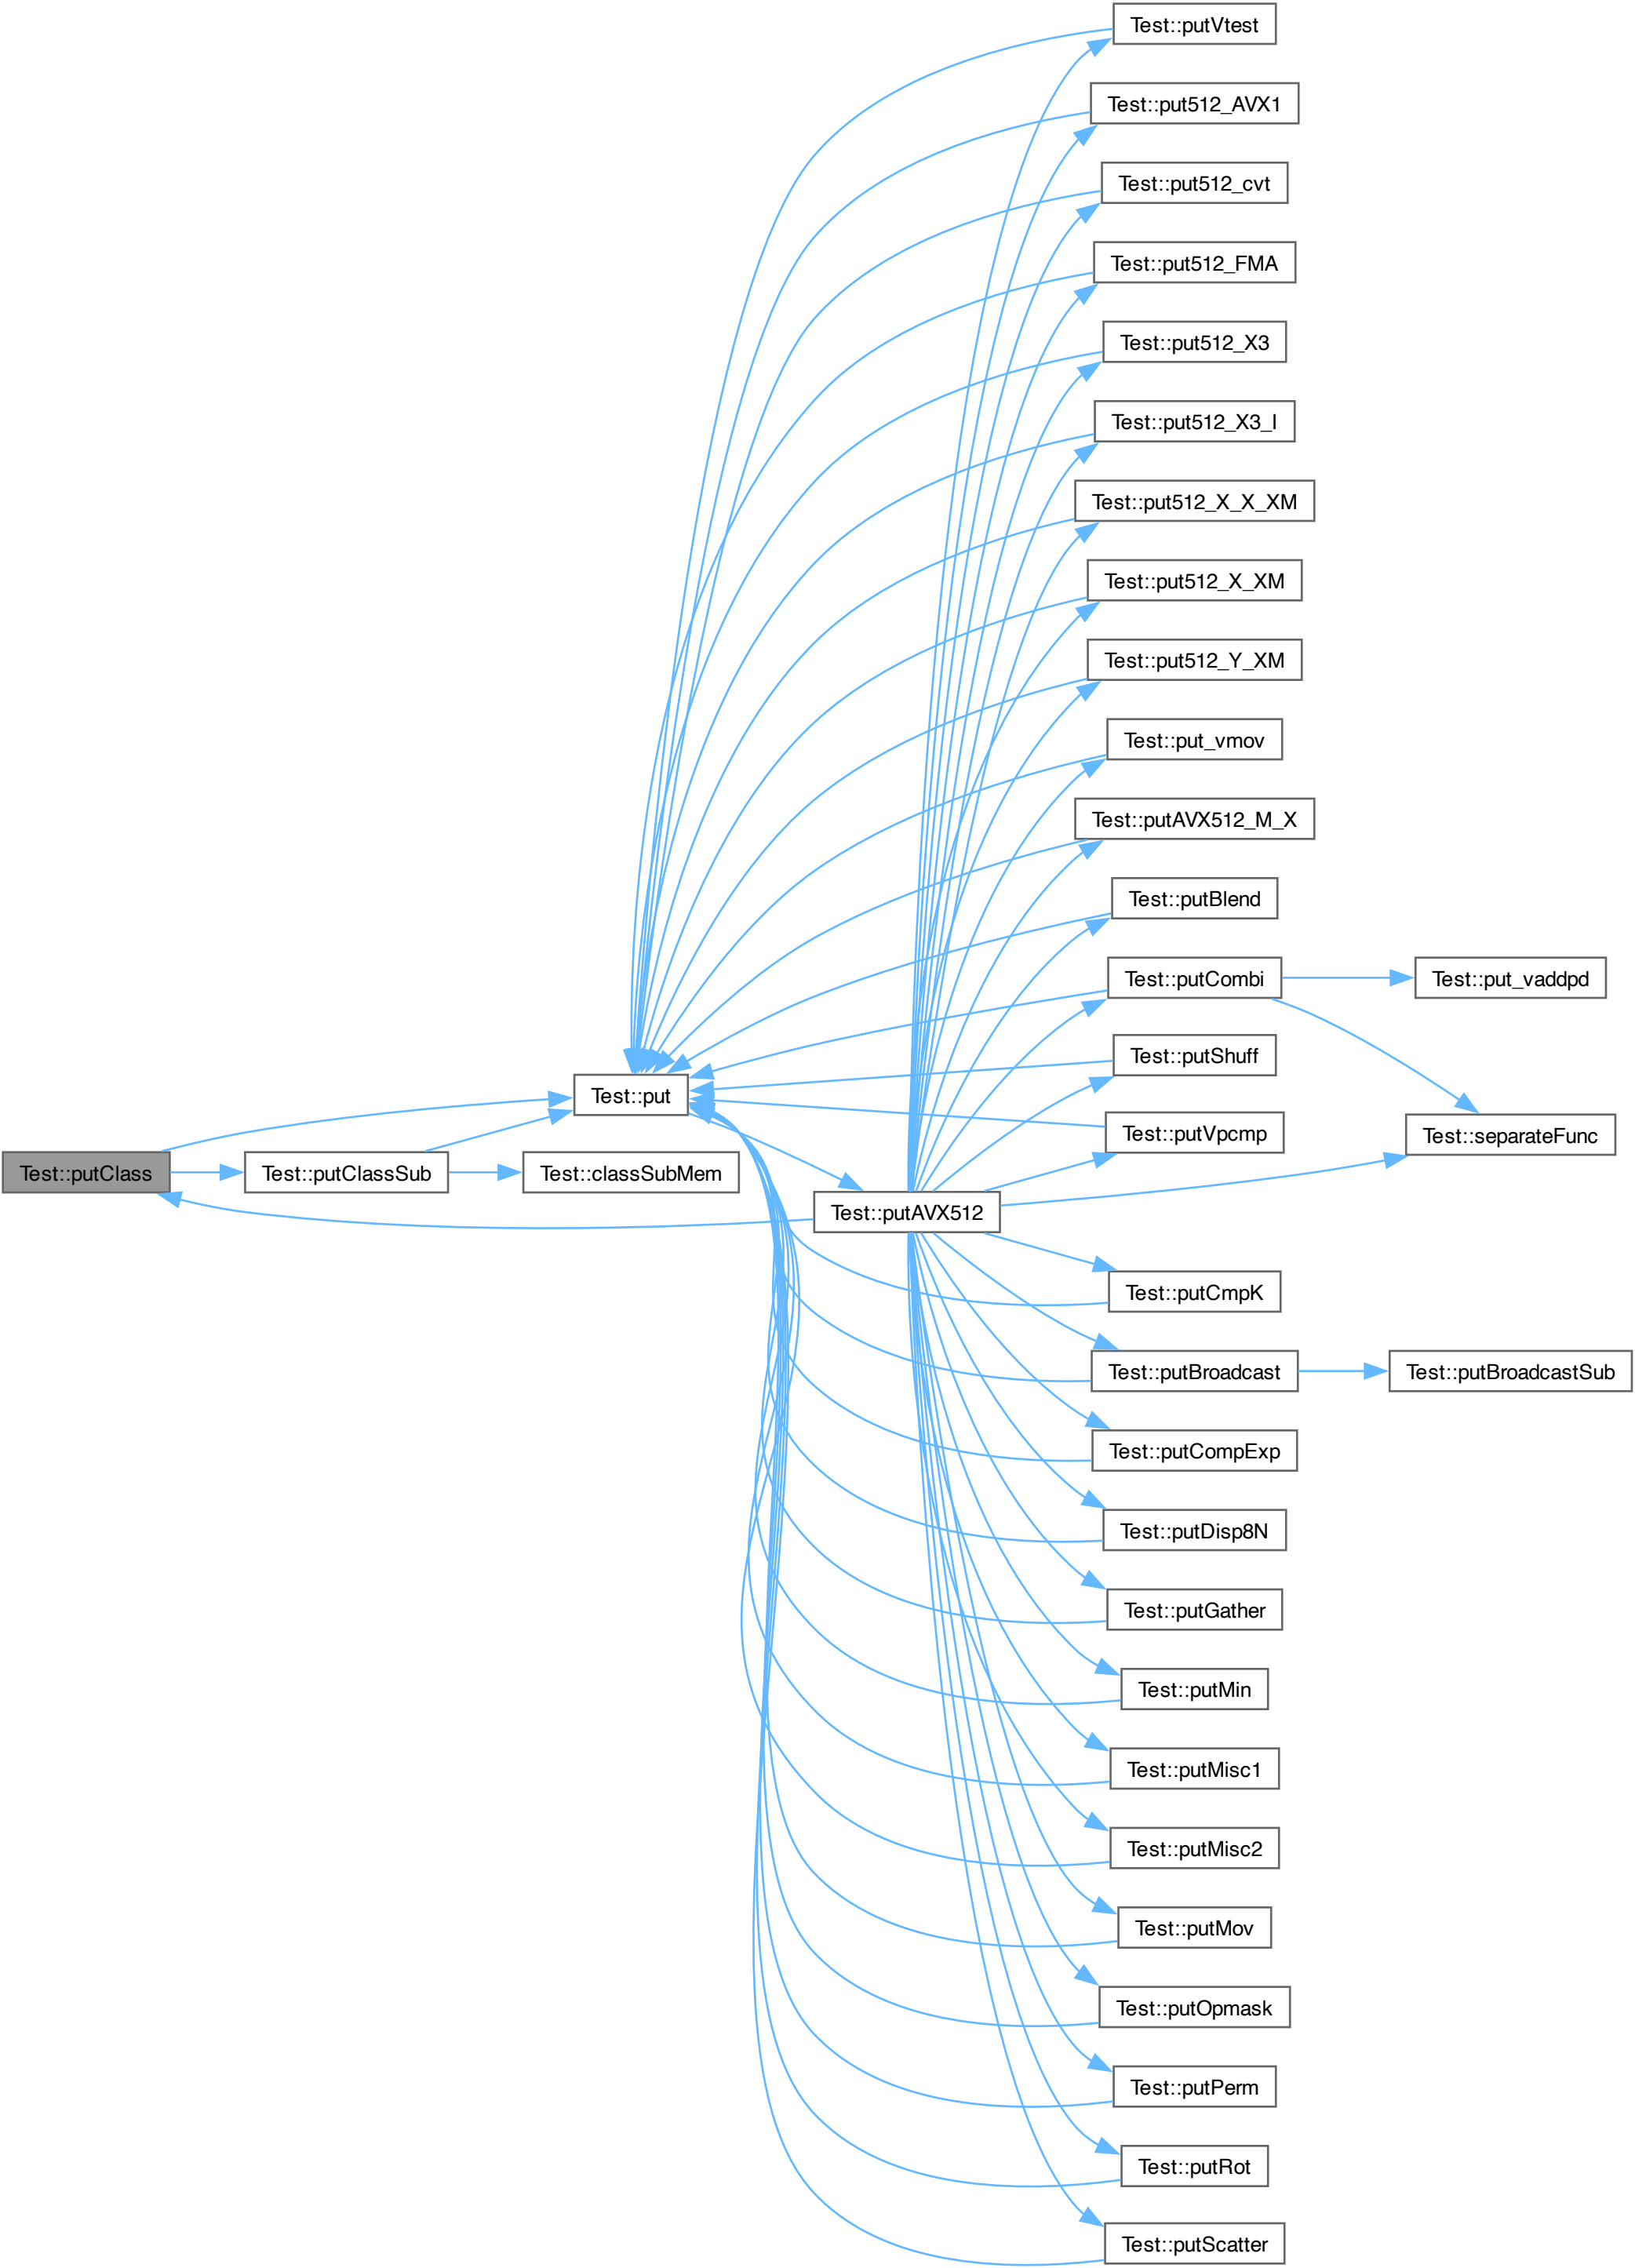 Test::putVtest
Test::put512_AVX1
Test::put512_cvt
Test::put512_FMA
Test::put512_X3
Test::put512_X3_I
Test::put512_X_X_XM
Test::put512_X_XM
Test::put512_Y_XM
Test::put_vmov
Test::putAVX512_M_X
Test::putBlend
Test::putCombi
Test::put_vaddpd
Test::putShuff
Test::put
Test::putVpcmp
Test::separateFunc
Test::putClass
Test::putClassSub
Test::classSubMem
Test::putAVX512
Test::putCmpK
Test::putBroadcast
Test::putBroadcastSub
Test::putCompExp
Test::putDisp8N
Test::putGather
Test::putMin
Test::putMisc1
Test::putMisc2
Test::putMov
Test::putOpmask
Test::putPerm
Test::putRot
Test::putScatter